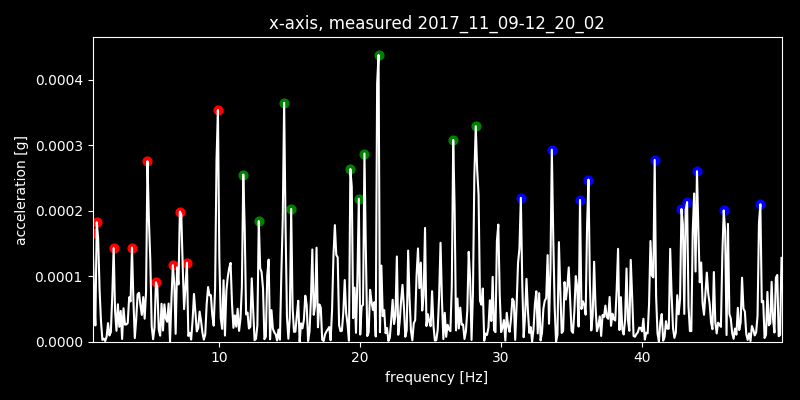 x-axis, measured 2017_11_09-12_20_02
acceleration [g]
0.0004
0.0003
0.0002
0.0001
0.0000
10 20 30 40
frequency [Hz]